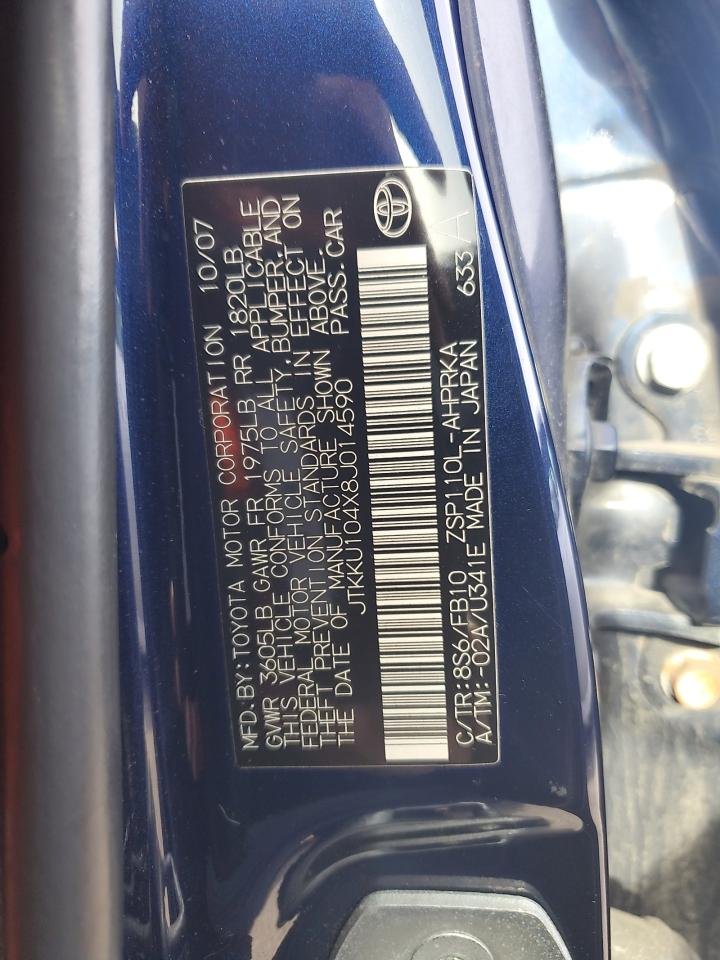 MFD. BY: TOYOTA MOTOR CORPORATION 10/07
GVWR 3605LB GAWR FR 1975LB RR 1820LB
THIS VEHICLE CONFORMS TO ALL APPLICABLE
FEDERAL MOTOR VEHICLE SAFETY, BUMPER, AND
THEFT PREVENTION STANDARDS IN EFFECT ON
THE DATE OF MANUFACTURE SHOWN ABOVE.
JTKKU104X8J014590 PASS. CAR
C/TR: 8S6/FB10 ZSP110L-AHPRKA
A/TM: -02A/U341E MADE IN JAPAN 633 A